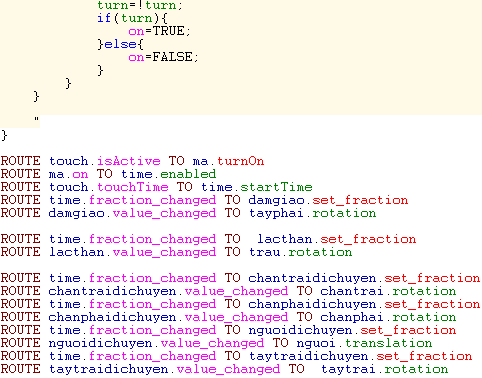 turn=!turn;
if(turn){
on=TRUE;
}else{
on=FALSE;
}
}
}
"
}
ROUTE touch.isActive TO ma.turnOn
ROUTE ma.on TO time.enabled
ROUTE touch.touchTime TO time.startTime
ROUTE time.fraction_changed TO damgiao.set_fraction
ROUTE damgiao.value_changed TO tayphai.rotation
ROUTE time.fraction_changed TO  lacthan.set_fraction
ROUTE lacthan.value_changed TO trau.rotation
ROUTE time.fraction_changed TO chantraidichuyen.set_fraction
ROUTE chantraidichuyen.value_changed TO chantrai.rotation
ROUTE time.fraction_changed TO chanphaidichuyen.set_fraction
ROUTE chanphaidichuyen.value_changed TO chanphai.rotation
ROUTE time.fraction_changed TO nguoidichuyen.set_fraction
ROUTE nguoidichuyen.value_changed TO nguoi.translation
ROUTE time.fraction_changed TO taytraidichuyen.set_fraction
ROUTE taytraidichuyen.value_changed TO  taytrai.rotation